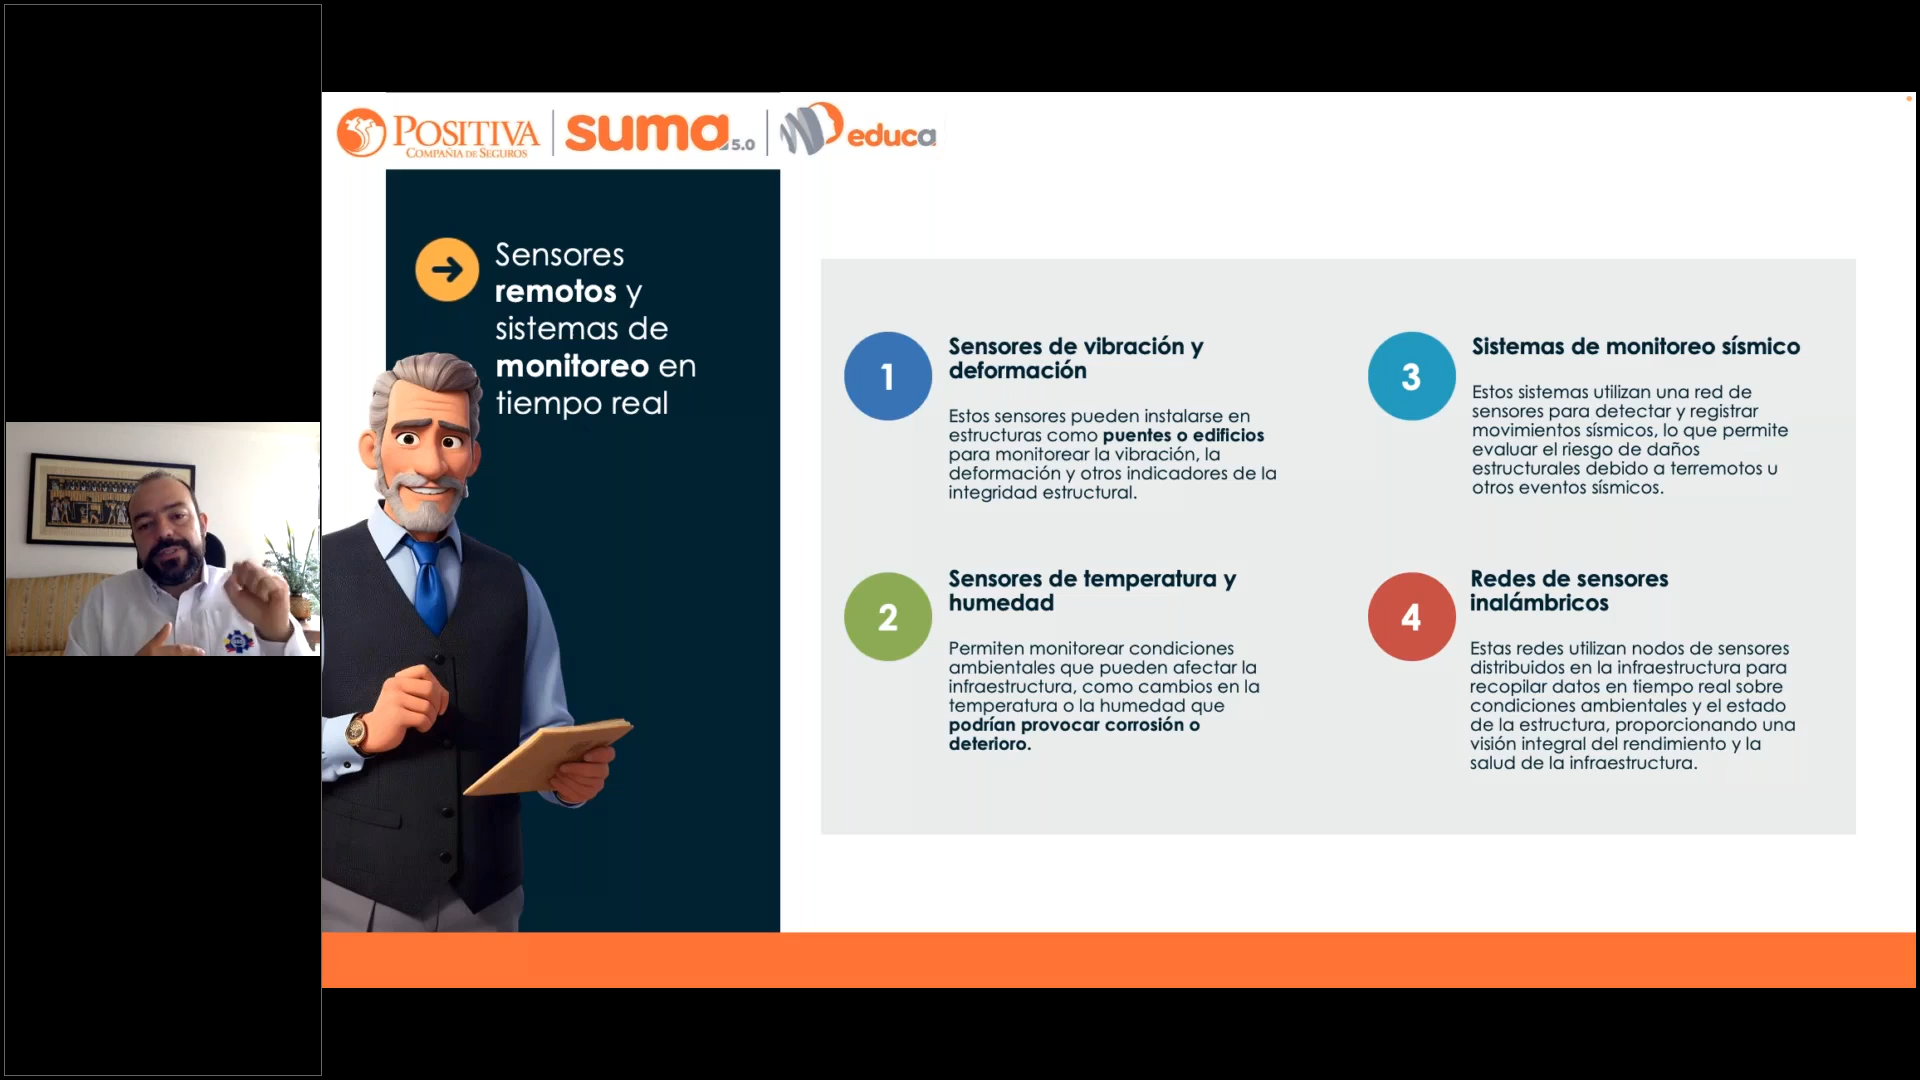 POSITIVA
COMPAÑIA DE SEGUROS
suma 5.0
educa
Sensores
remotos y
sistemas de
monitoreo en
tiempo real
1
Sensores de vibración y
deformación
Estos sensores pueden instalarse en
estructuras como puentes o edificios
para monitorear la vibración, la
deformación y otros indicadores de la
integridad estructural.
2
Sensores de temperatura y
humedad
Permiten monitorear condiciones
ambientales que pueden afectar la
infraestructura, como cambios en la
temperatura o la humedad que
podrían provocar corrosión o
deterioro.
3
Sistemas de monitoreo sísmico
Estos sistemas utilizan una red de
sensores para detectar y registrar
movimientos sísmicos, lo que permite
evaluar el riesgo de daños
estructurales debido a terremotos u
otros eventos sísmicos.
4
Redes de sensores
inalámbricos
Estas redes utilizan nodos de sensores
distribuidos en la infraestructura para
recopilar datos en tiempo real sobre
condiciones ambientales y el estado
de la estructura, proporcionando una
visión integral del rendimiento y la
salud de la infraestructura.